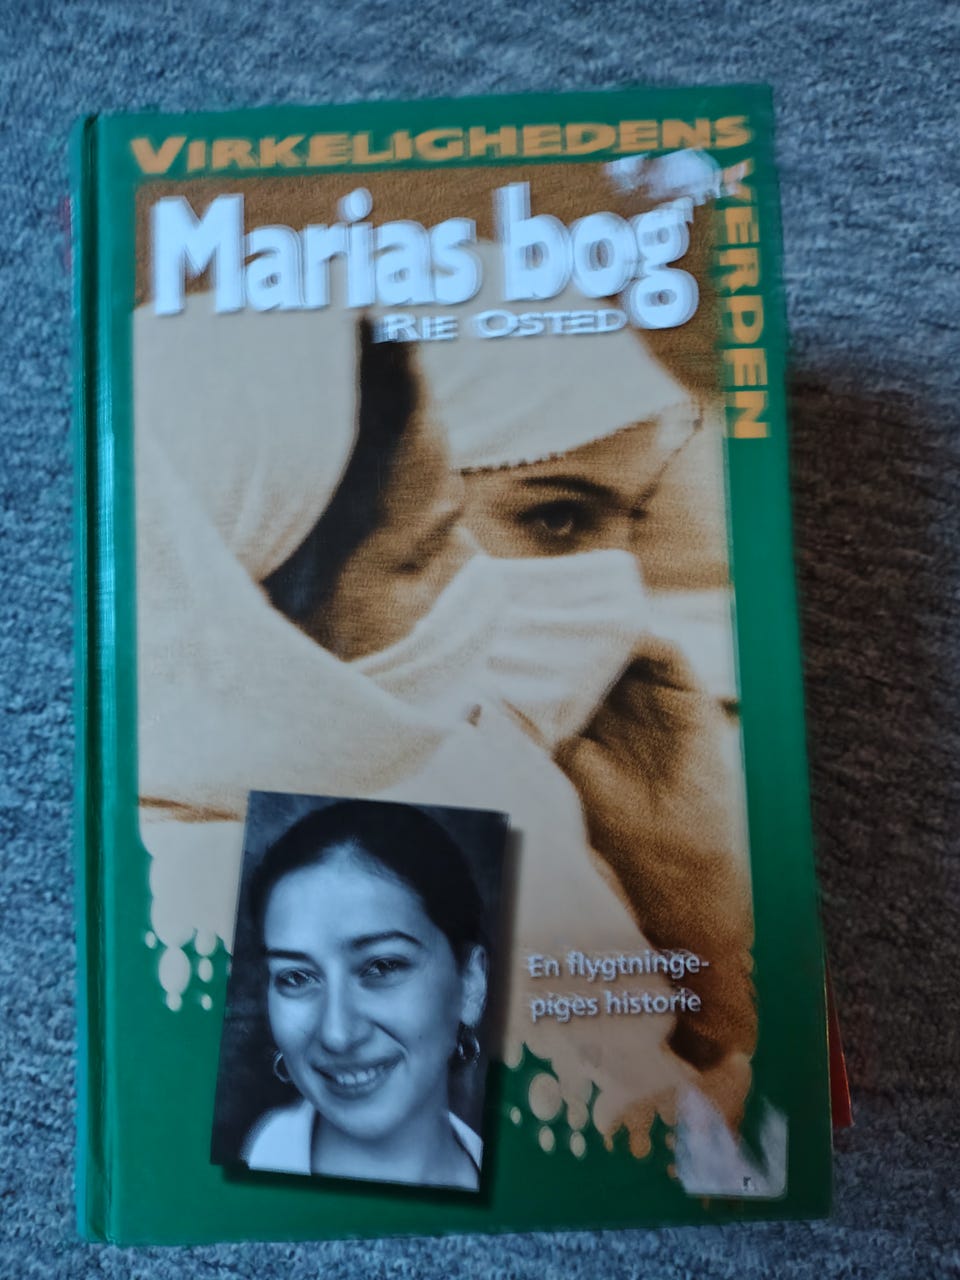 VIRKELIGHEDENS
VERDEN
Marias bog
RIE OSTED
En flygtninge-
piges historie